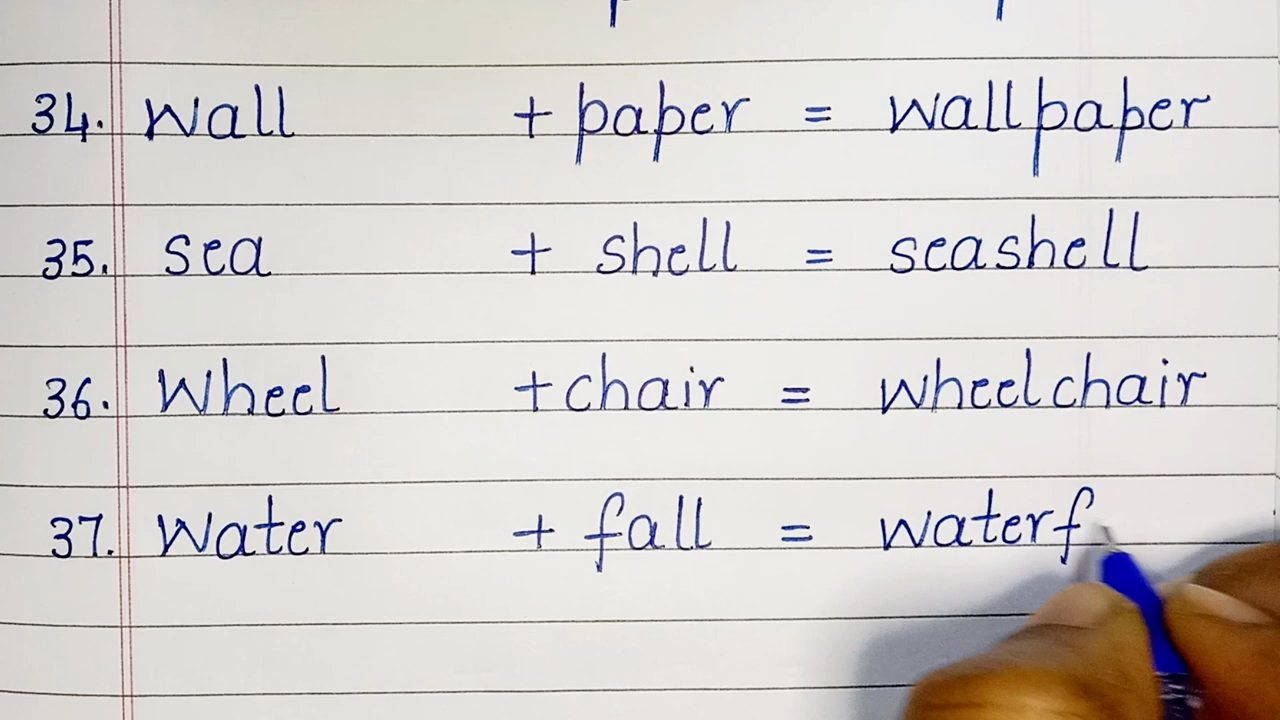 34. Wall + paper = wallpaper
35. sea + shell = seashell
36. Wheel + chair = wheelchair
37. Water + fall = waterf